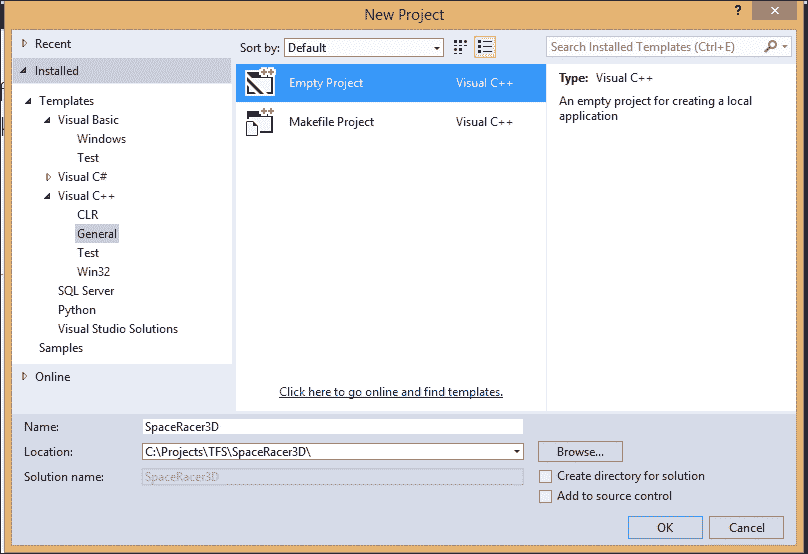 New Project
? ×
Recent
Installed
Templates
Visual Basic
Windows
Test
Visual C#
Visual C++
CLR
General
Test
Win32
SQL Server
Python
Visual Studio Solutions
Samples
Online
Sort by: Default
Search Installed Templates (Ctrl+E)
Empty Project Visual C++
Makefile Project Visual C++
Click here to go online and find templates.
Type: Visual C++
An empty project for creating a local
application
Name: SpaceRacer3D
Location: C:\Projects\TFS\SpaceRacer3D\ Browse...
Solution name: SpaceRacer3D
Create directory for solution
Add to source control
OK Cancel